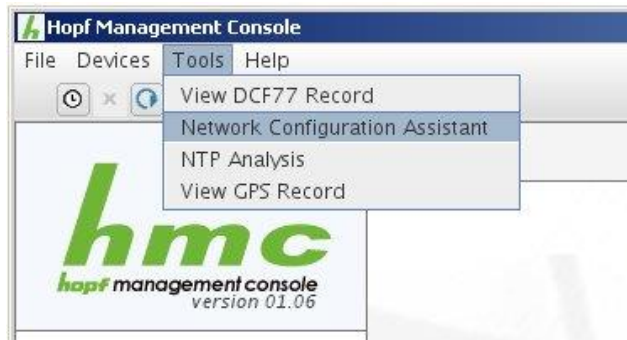 Hopf Management Console
File Devices Tools Help
View DCF77 Record
Network Configuration Assistant
NTP Analysis
View GPS Record
hmc
hopf management console
version 01.06